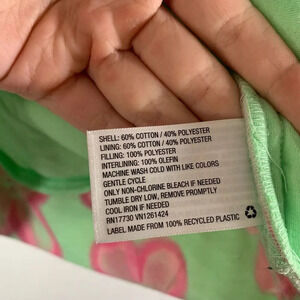 SHELL: 60% COTTON / 40% POLYESTER
LINING: 60% COTTON / 40% POLYESTER
FILLING: 100% POLYESTER
INTERLINING: 100% OLEFIN
MACHINE WASH COLD WITH LIKE COLORS
GENTLE CYCLE
ONLY NON-CHLORINE BLEACH IF NEEDED
TUMBLE DRY LOW, REMOVE PROMPTLY
COOL IRON IF NEEDED
RN17730 VN1261424
LABEL MADE FROM 100% RECYCLED PLASTIC